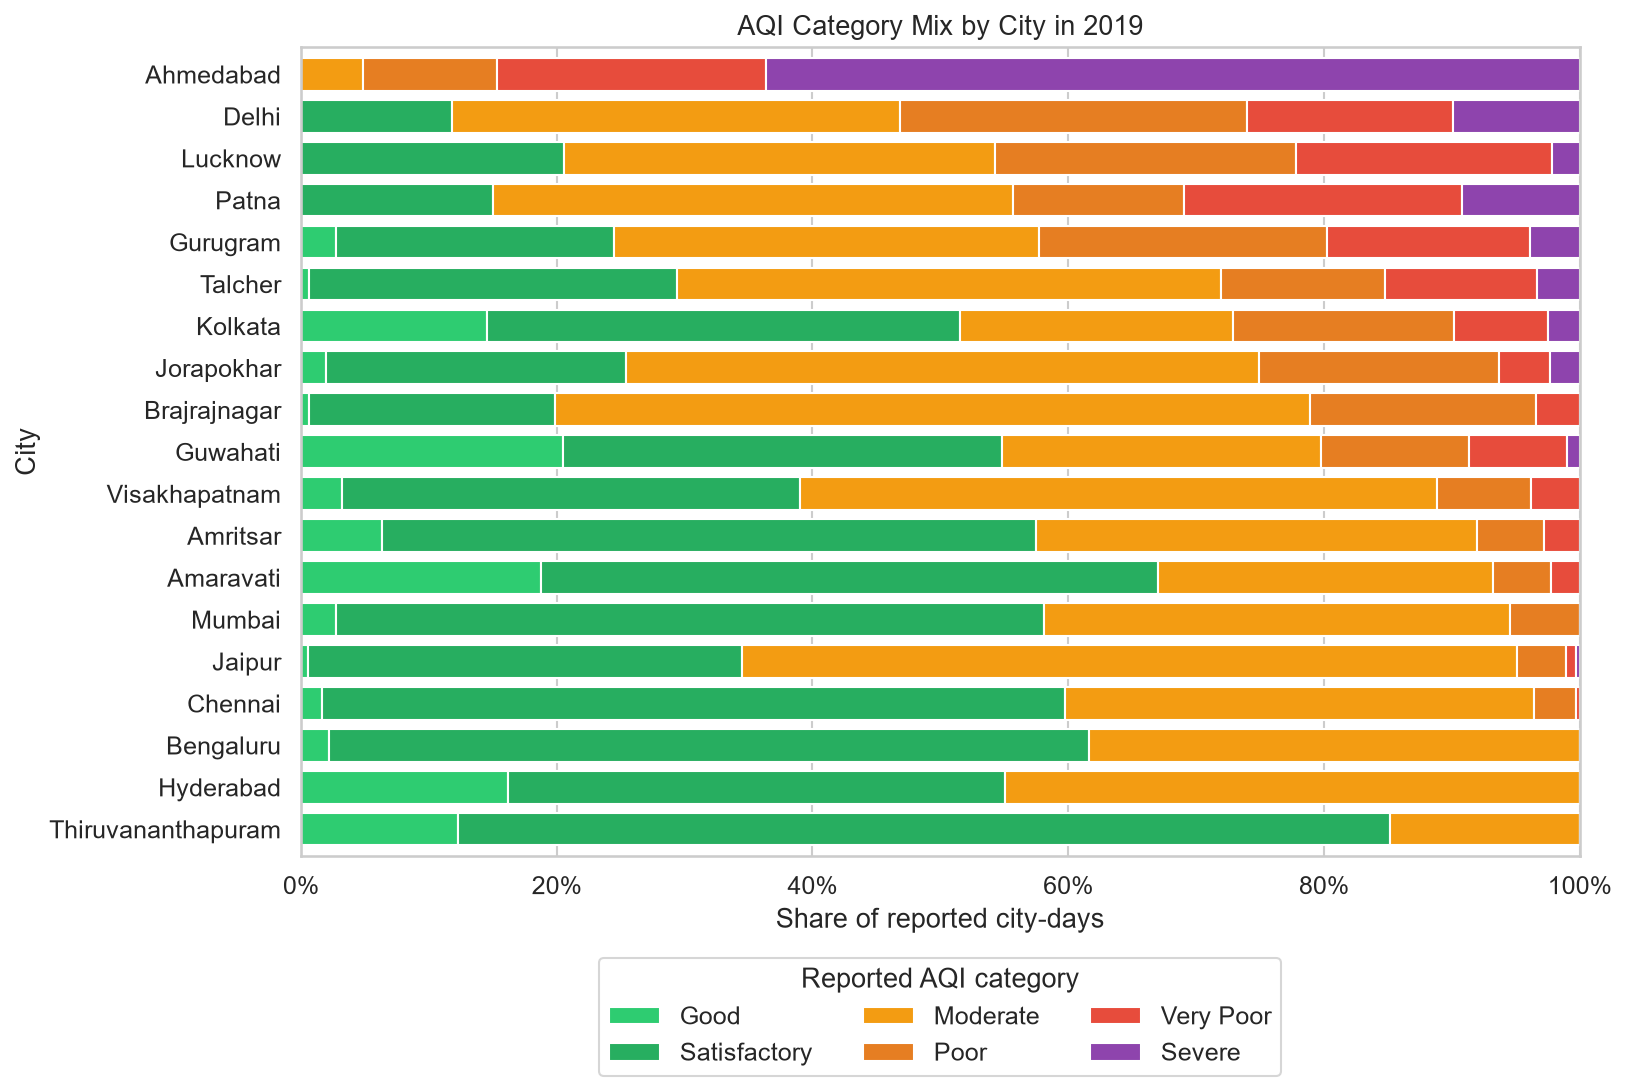 AQI Category Mix by City in 2019
Ahmedabad
Delhi
Lucknow
Patna
Gurugram
Talcher
Kolkata
Jorapokhar
Brajrajnagar
Guwahati
Visakhapatnam
Amritsar
Amaravati
Mumbai
Jaipur
Chennai
Bengaluru
Hyderabad
Thiruvananthapuram
City
0% 20% 40% 60% 80% 100%
Share of reported city-days
Reported AQI category
Good Moderate Very Poor
Satisfactory Poor Severe